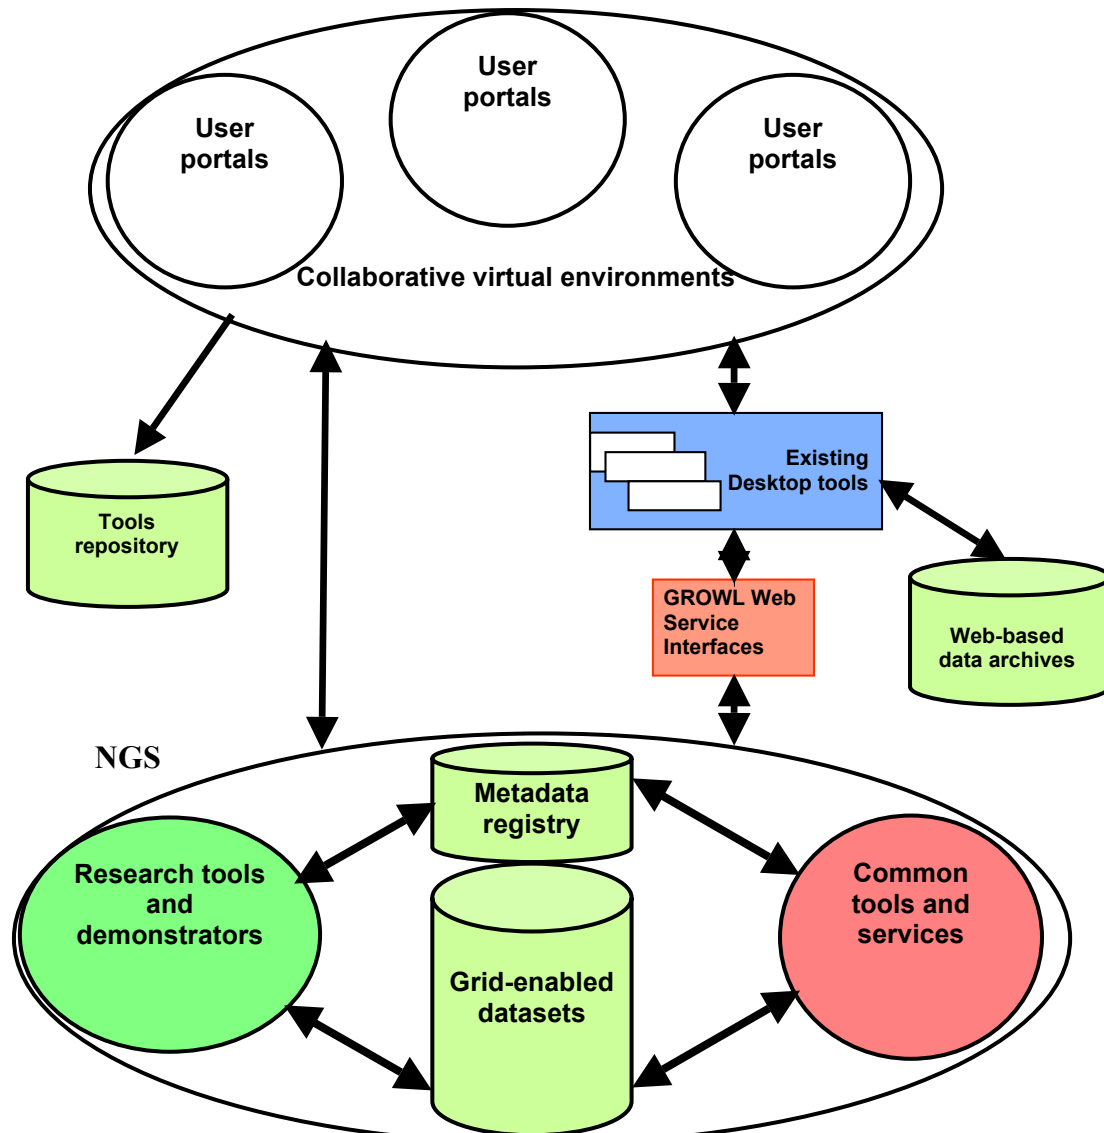 User
portals
User
portals
User
portals
Collaborative virtual environments
Existing
Desktop tools
Tools
repository
GROWL Web
Service
Interfaces
Web-based
data archives
NGS
Metadata
registry
Research tools
and
demonstrators
Common
tools and
services
Grid-enabled
datasets